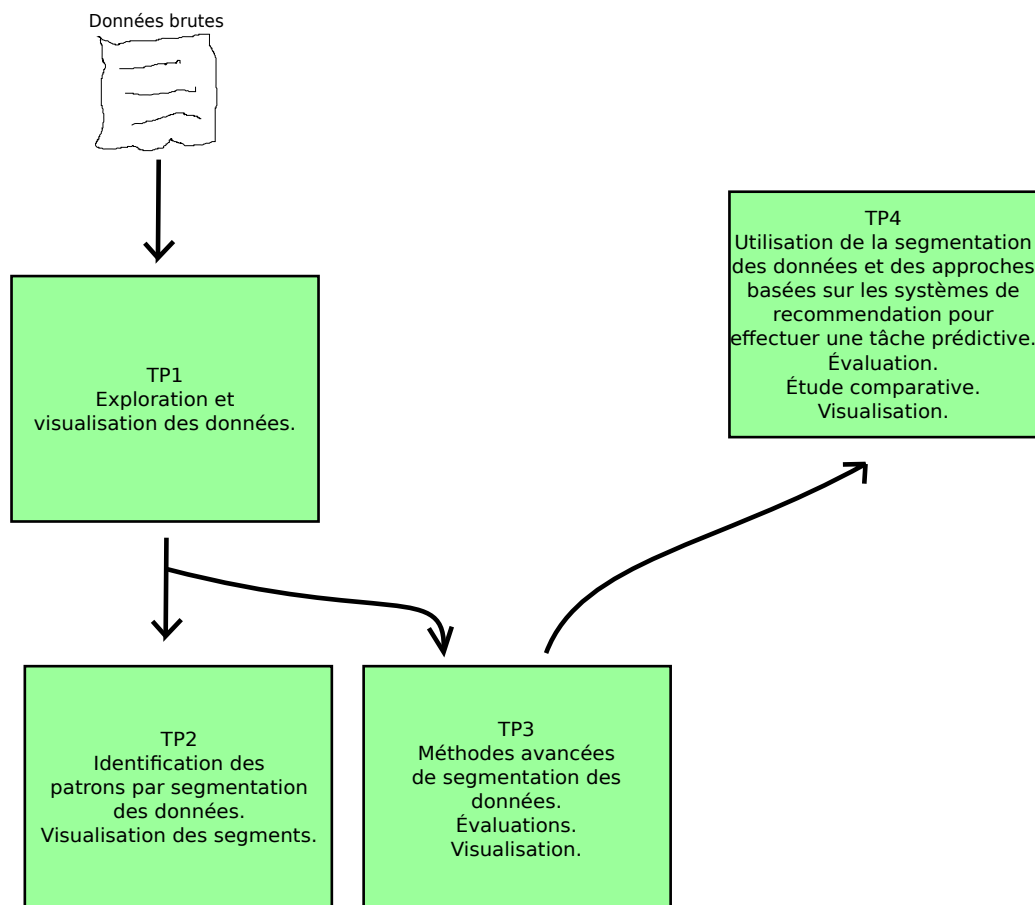 Données brutes
TP1
Exploration et
visualisation des données.
TP4
Utilisation de la segmentation
des données et des approches
basées sur les systèmes de
recommendation pour
effectuer une tâche prédictive.
Évaluation.
Étude comparative.
Visualisation.
TP2
Identification des
patrons par segmentation
des données.
Visualisation des segments.
TP3
Méthodes avancées
de segmentation des
données.
Évaluations.
Visualisation.